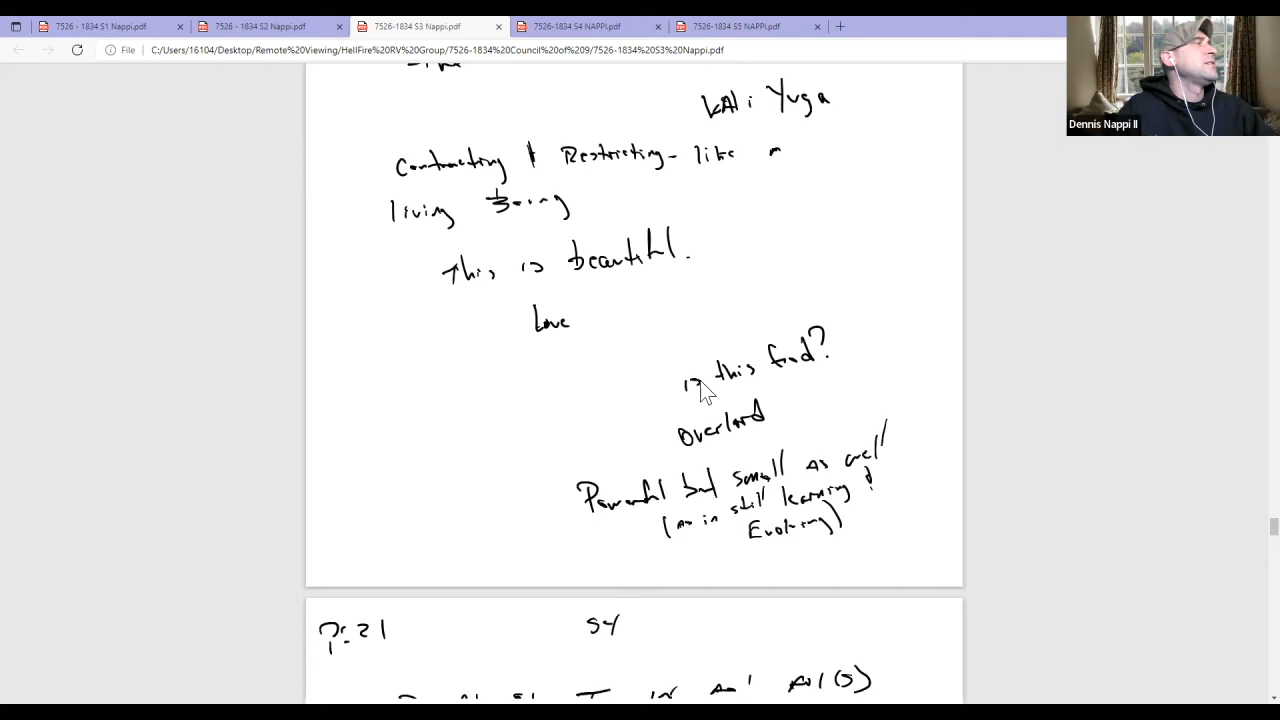 7526 - 1834 S1 Nappi.pdf
7526 - 1834 S2 Nappi.pdf
7526-1834 S3 Nappi.pdf
7526-1834 S4 NAPPI.pdf
7526-1834 S5 NAPPI.pdf
File C:/Users/16104/Desktop/Remote%20Viewing/HellFire%20RV%20Group/7526-1834%20Council%20of%209/7526-1834%20S3%20Nappi.pdf
Dennis Nappi II
KAli Yuga
Contracting & Restricting - like a
living Being
This is beautiful.
Love
is this
Overlord
Powerful but small as well
(as in still learning &
Evolving)
P. 21 S4